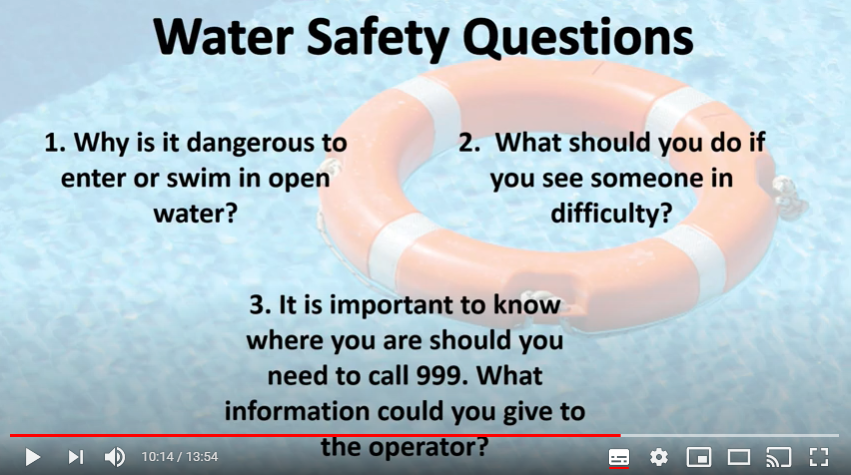 Water Safety Questions
1. Why is it dangerous to
enter or swim in open
water?
2. What should you do if
you see someone in
difficulty?
3. It is important to know
where you are should you
need to call 999. What
information could you give to
the operator?
10:14 / 13:54